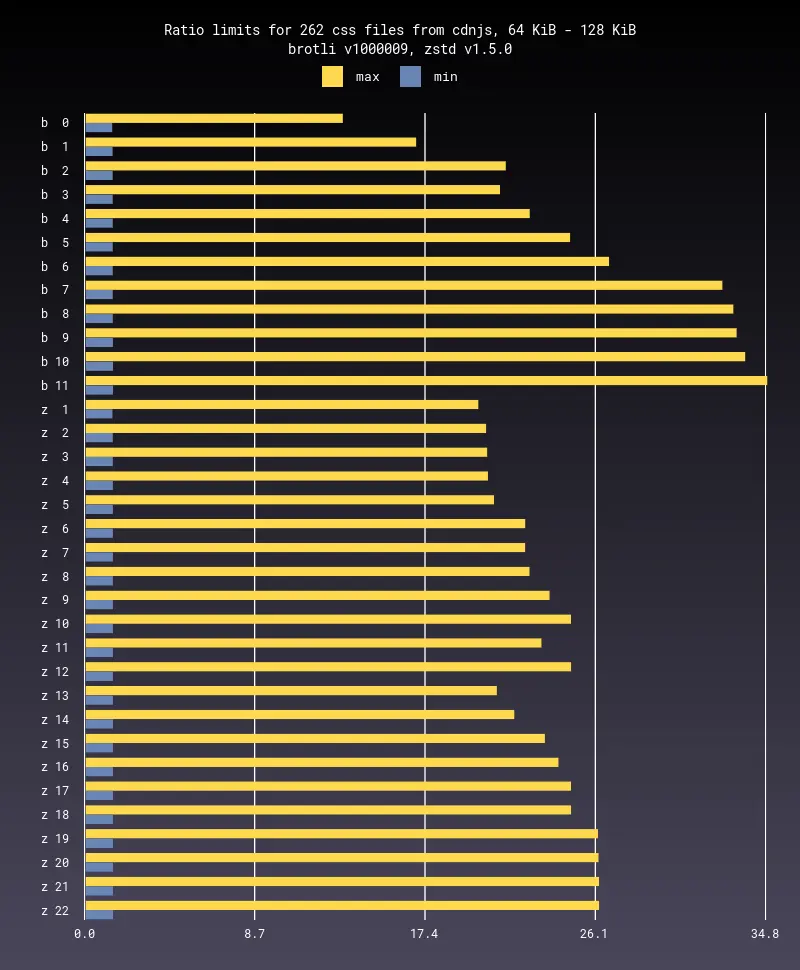 Ratio limits for 262 css files from cdnjs, 64 KiB - 128 KiB
brotli v1000009, zstd v1.5.0
max min
b 0
b 1
b 2
b 3
b 4
b 5
b 6
b 7
b 8
b 9
b 10
b 11
z 1
z 2
z 3
z 4
z 5
z 6
z 7
z 8
z 9
z 10
z 11
z 12
z 13
z 14
z 15
z 16
z 17
z 18
z 19
z 20
z 21
z 22
0.0 8.7 17.4 26.1 34.8